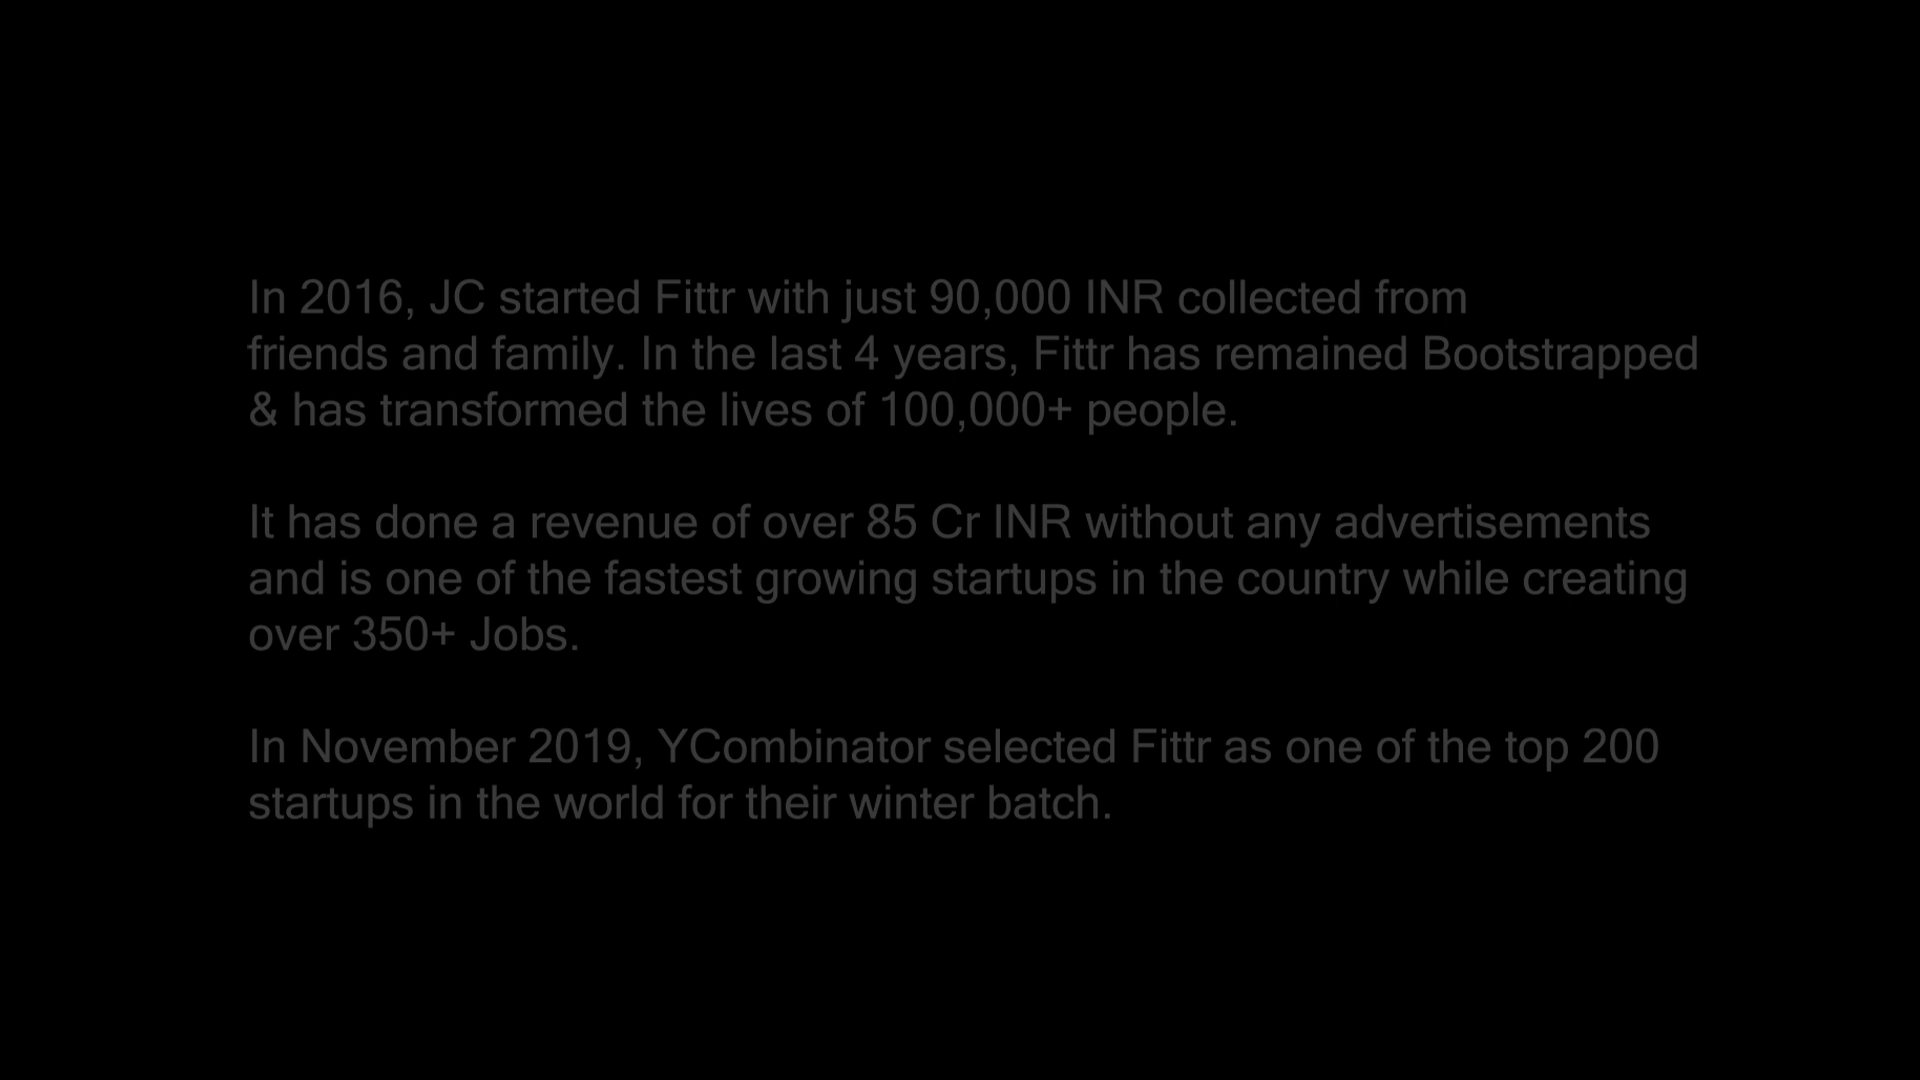 In 2016, JC started Fittr with just 90,000 INR collected from
friends and family. In the last 4 years, Fittr has remained Bootstrapped
& has transformed the lives of 100,000+ people.
It has done a revenue of over 85 Cr INR without any advertisements
and is one of the fastest growing startups in the country while creating
over 350+ Jobs.
In November 2019, YCombinator selected Fittr as one of the top 200
startups in the world for their winter batch.